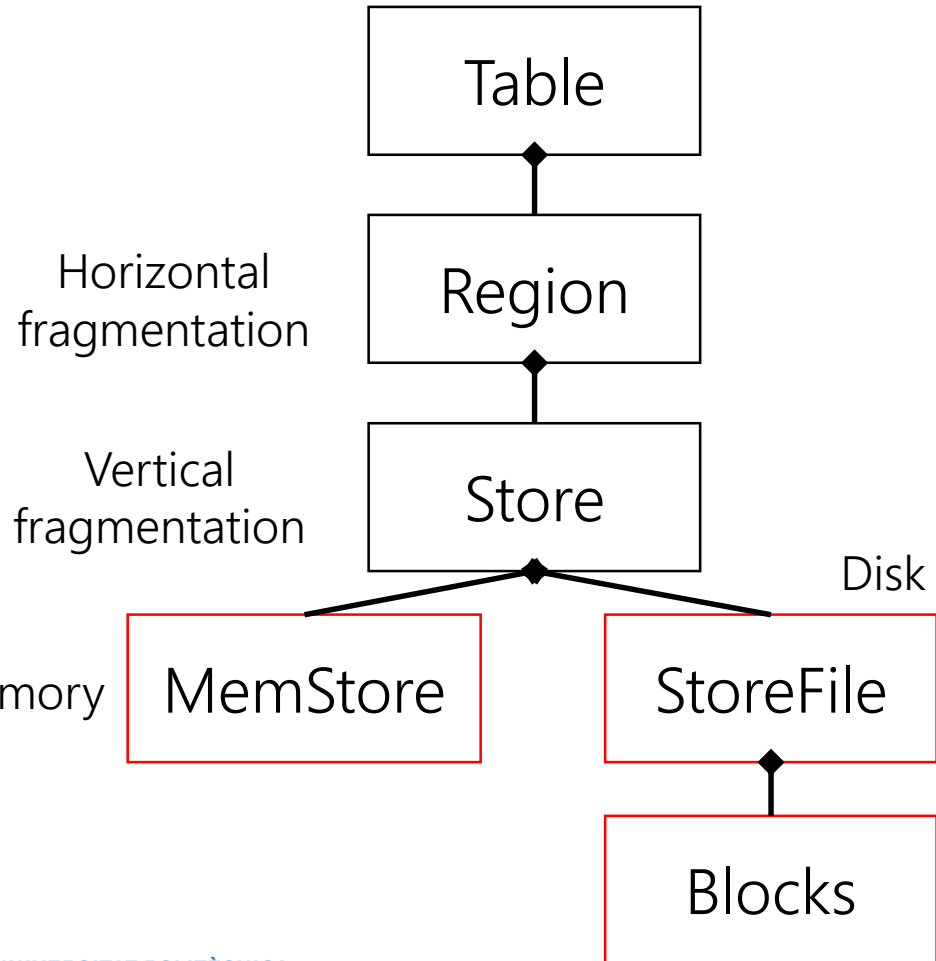 Table
Horizontal
fragmentation
Region
Vertical
fragmentation
Store
Disk
mory
MemStore
StoreFile
Blocks